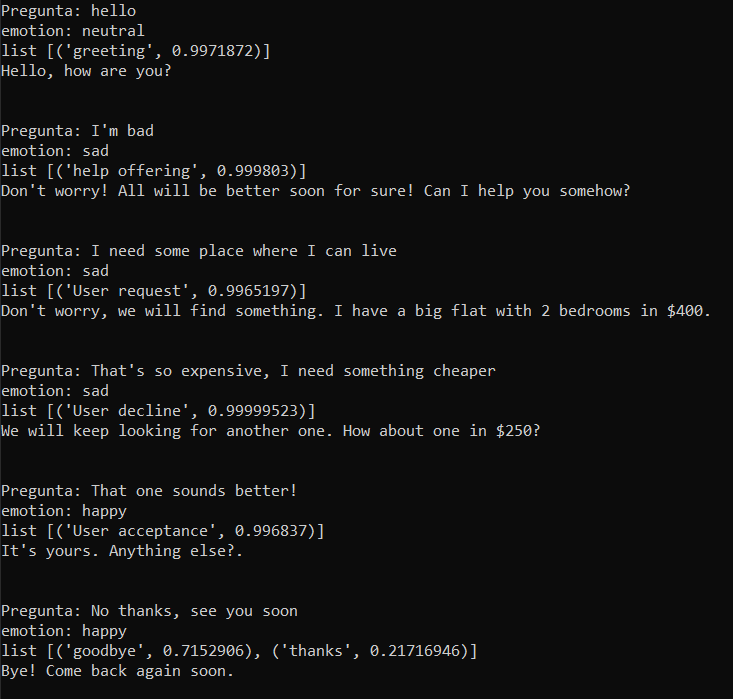 Pregunta: hello
emotion: neutral
list [('greeting', 0.9971872)]
Hello, how are you?
Pregunta: I'm bad
emotion: sad
list [('help offering', 0.999803)]
Don't worry! All will be better soon for sure! Can I help you somehow?
Pregunta: I need some place where I can live
emotion: sad
list [('User request', 0.9965197)]
Don't worry, we will find something. I have a big flat with 2 bedrooms in $400.
Pregunta: That's so expensive, I need something cheaper
emotion: sad
list [('User decline', 0.99999523)]
We will keep looking for another one. How about one in $250?
Pregunta: That one sounds better!
emotion: happy
list [('User acceptance', 0.996837)]
It's yours. Anything else?.
Pregunta: No thanks, see you soon
emotion: happy
list [('goodbye', 0.7152906), ('thanks', 0.21716946)]
Bye! Come back again soon.